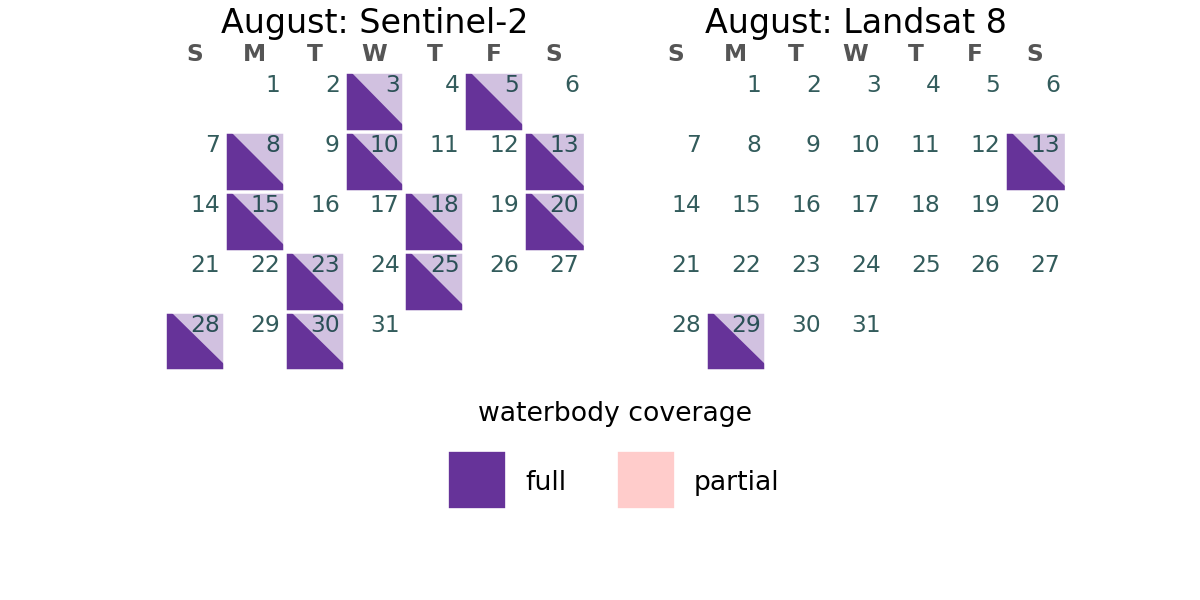 August: Sentinel-2
S M T W T F S
1 2 3 4 5 6
7 8 9 10 11 12 13
14 15 16 17 18 19 20
21 22 23 24 25 26 27
28 29 30 31
August: Landsat 8
S M T W T F S
1 2 3 4 5 6
7 8 9 10 11 12 13
14 15 16 17 18 19 20
21 22 23 24 25 26 27
28 29 30 31
waterbody coverage
full partial